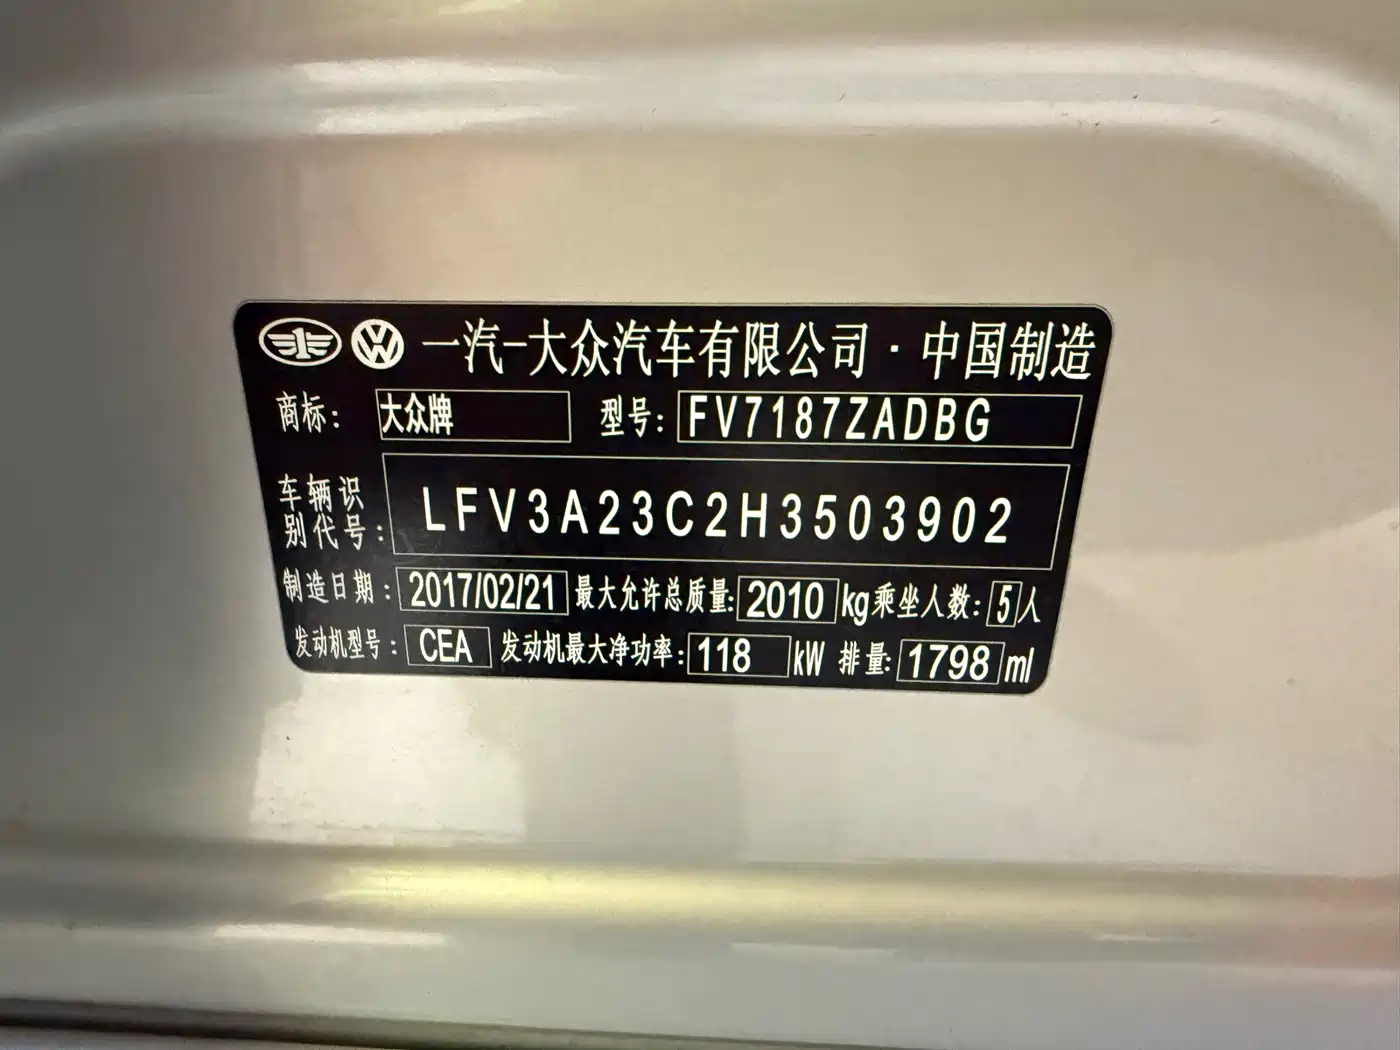 一汽-大众汽车有限公司·中国制造
商标: 大众牌 型号: FV7187ZADBG
车辆识
别代号: LFV3A23C2H3503902
制造日期: 2017/02/21 最大允许总质量: 2010 kg 乘坐人数: 5 人
发动机型号: CEA 发动机最大净功率: 118 kW 排量: 1798 ml